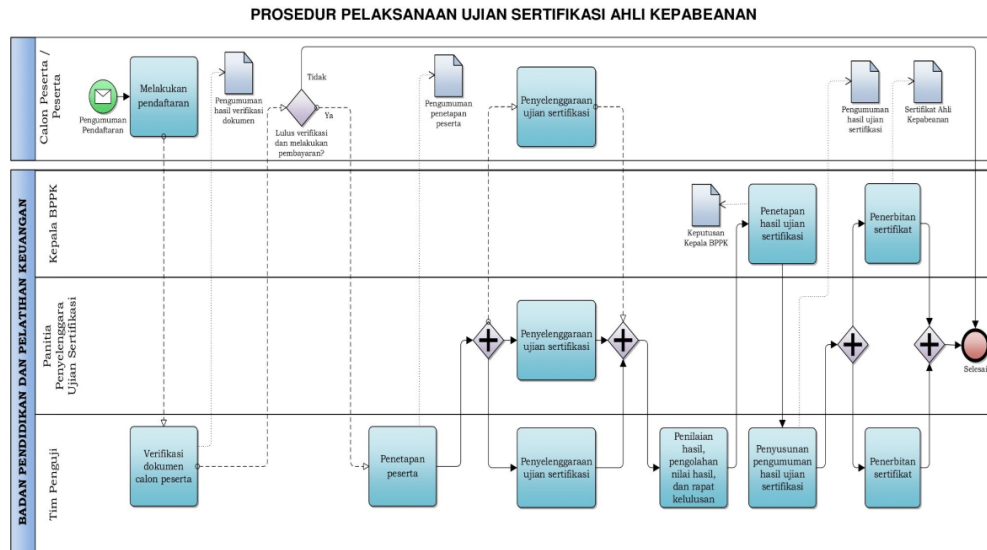 PROSEDUR PELAKSANAAN UJIAN SERTIFIKASI AHLI KEPABEANAN
Calon Peserta /
Peserta
Pengumuman
Pendaftaran
Melakukan
pendaftaran
Pengumuman
hasil verifikasi
dokumen
Tidak
Ya
Lulus verifikasi
dan melakukan
pembayaran?
Pengumuman
penetapan
peserta
Penyelenggaraan
ujian sertifikasi
Pengumuman
hasil ujian
sertifikasi
Sertifikat Ahli
Kepabeanan
BADAN PENDIDIKAN DAN PELATIHAN KEUANGAN
Kepala BPPK
Keputusan
Kepala BPPK
Penetapan
hasil ujian
sertifikasi
Penerbitan
sertifikat
Panitia
Penyelenggara
Ujian Sertifikasi
Penyelenggaraan
ujian sertifikasi
Selesai
Tim Penguji
Verifikasi
dokumen
calon peserta
Penetapan
peserta
Penyelenggaraan
ujian sertifikasi
Penilaian
hasil,
pengolahan
nilai hasil,
dan rapat
kelulusan
Penyusunan
pengumuman
hasil ujian
sertifikasi
Penerbitan
sertifikat